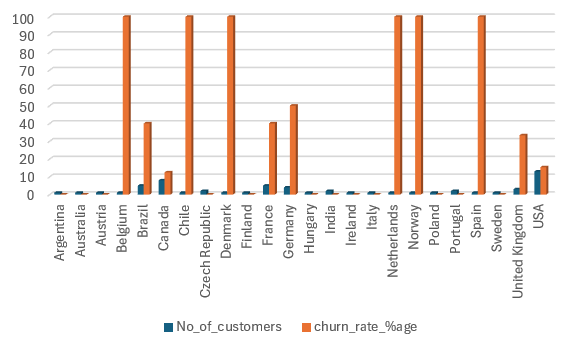 100
90
80
70
60
50
40
30
20
10
0
Argentina
Australia
Austria
Belgium
Brazil
Canada
Chile
Czech Republic
Denmark
Finland
France
Germany
Hungary
India
Ireland
Italy
Netherlands
Norway
Poland
Portugal
Spain
Sweden
United Kingdom
USA
No_of_customers churn_rate_%age